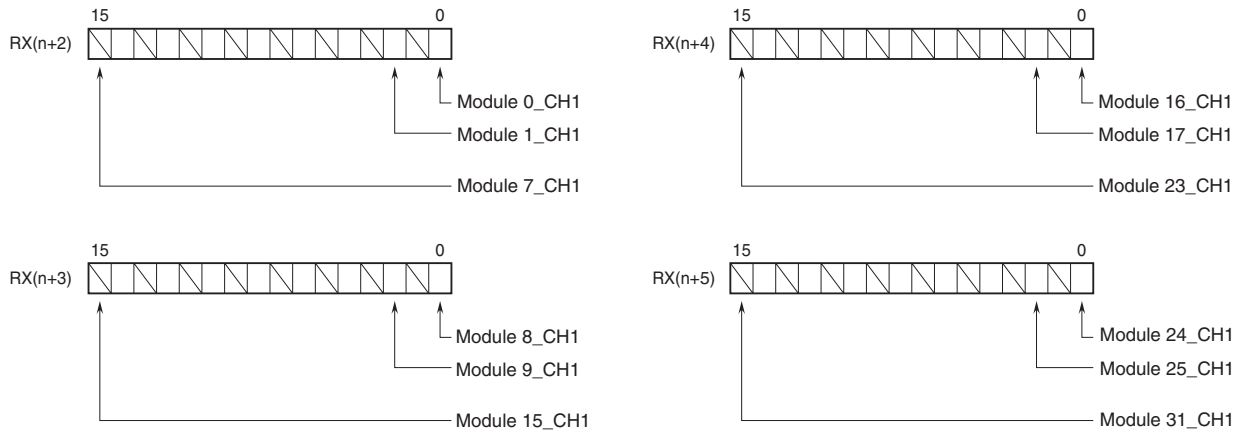 15 0
RX(n+2)
Module 0_CH1
Module 1_CH1
Module 7_CH1
15 0
RX(n+4)
Module 16_CH1
Module 17_CH1
Module 23_CH1
15 0
RX(n+3)
Module 8_CH1
Module 9_CH1
Module 15_CH1
15 0
RX(n+5)
Module 24_CH1
Module 25_CH1
Module 31_CH1